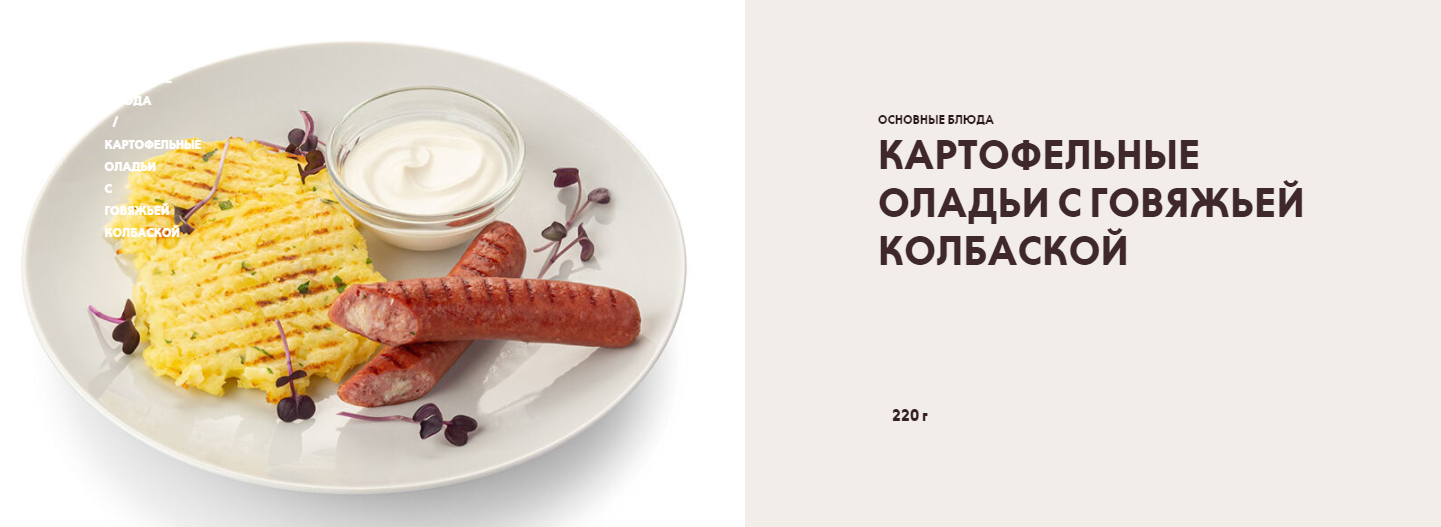 /
КАРТОФЕЛЬНЫЕ
ОЛАДЬИ
С
ГОВЯЖЬЕЙ
КОЛБАСКОЙ
ОСНОВНЫЕ БЛЮДА
КАРТОФЕЛЬНЫЕ
ОЛАДЬИ С ГОВЯЖЬЕЙ
КОЛБАСКОЙ
220 г